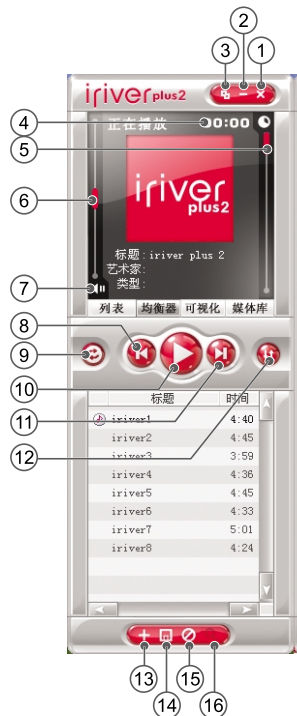 3 2 1
iriver plus2
4 正在播放 00:00
5
iriver
plus2
6
标题: iriver plus 2
艺术家:
类型:
7
列表 均衡器 可视化 媒体库
8
9
10
11
12
标题 时间
iriver1 4:40
iriver2 4:45
iriver3 3:59
iriver4 4:36
iriver5 4:45
iriver6 4:33
iriver7 5:01
iriver8 4:24
13 14 15 16